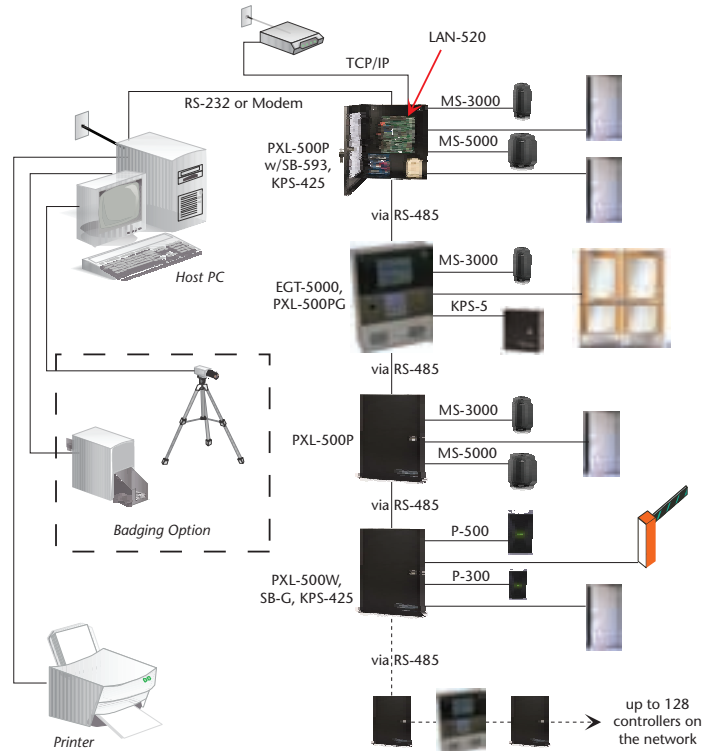 LAN-520
TCP/IP
RS-232 or Modem
MS-3000
PXL-500P
w/SB-593,
KPS-425
MS-5000
via RS-485
Host PC
MS-3000
EGT-5000,
PXL-500PG
KPS-5
via RS-485
MS-3000
PXL-500P
MS-5000
via RS-485
Badging Option
P-500
PXL-500W,
SB-G, KPS-425
P-300
via RS-485
up to 128
controllers on
the network
Printer